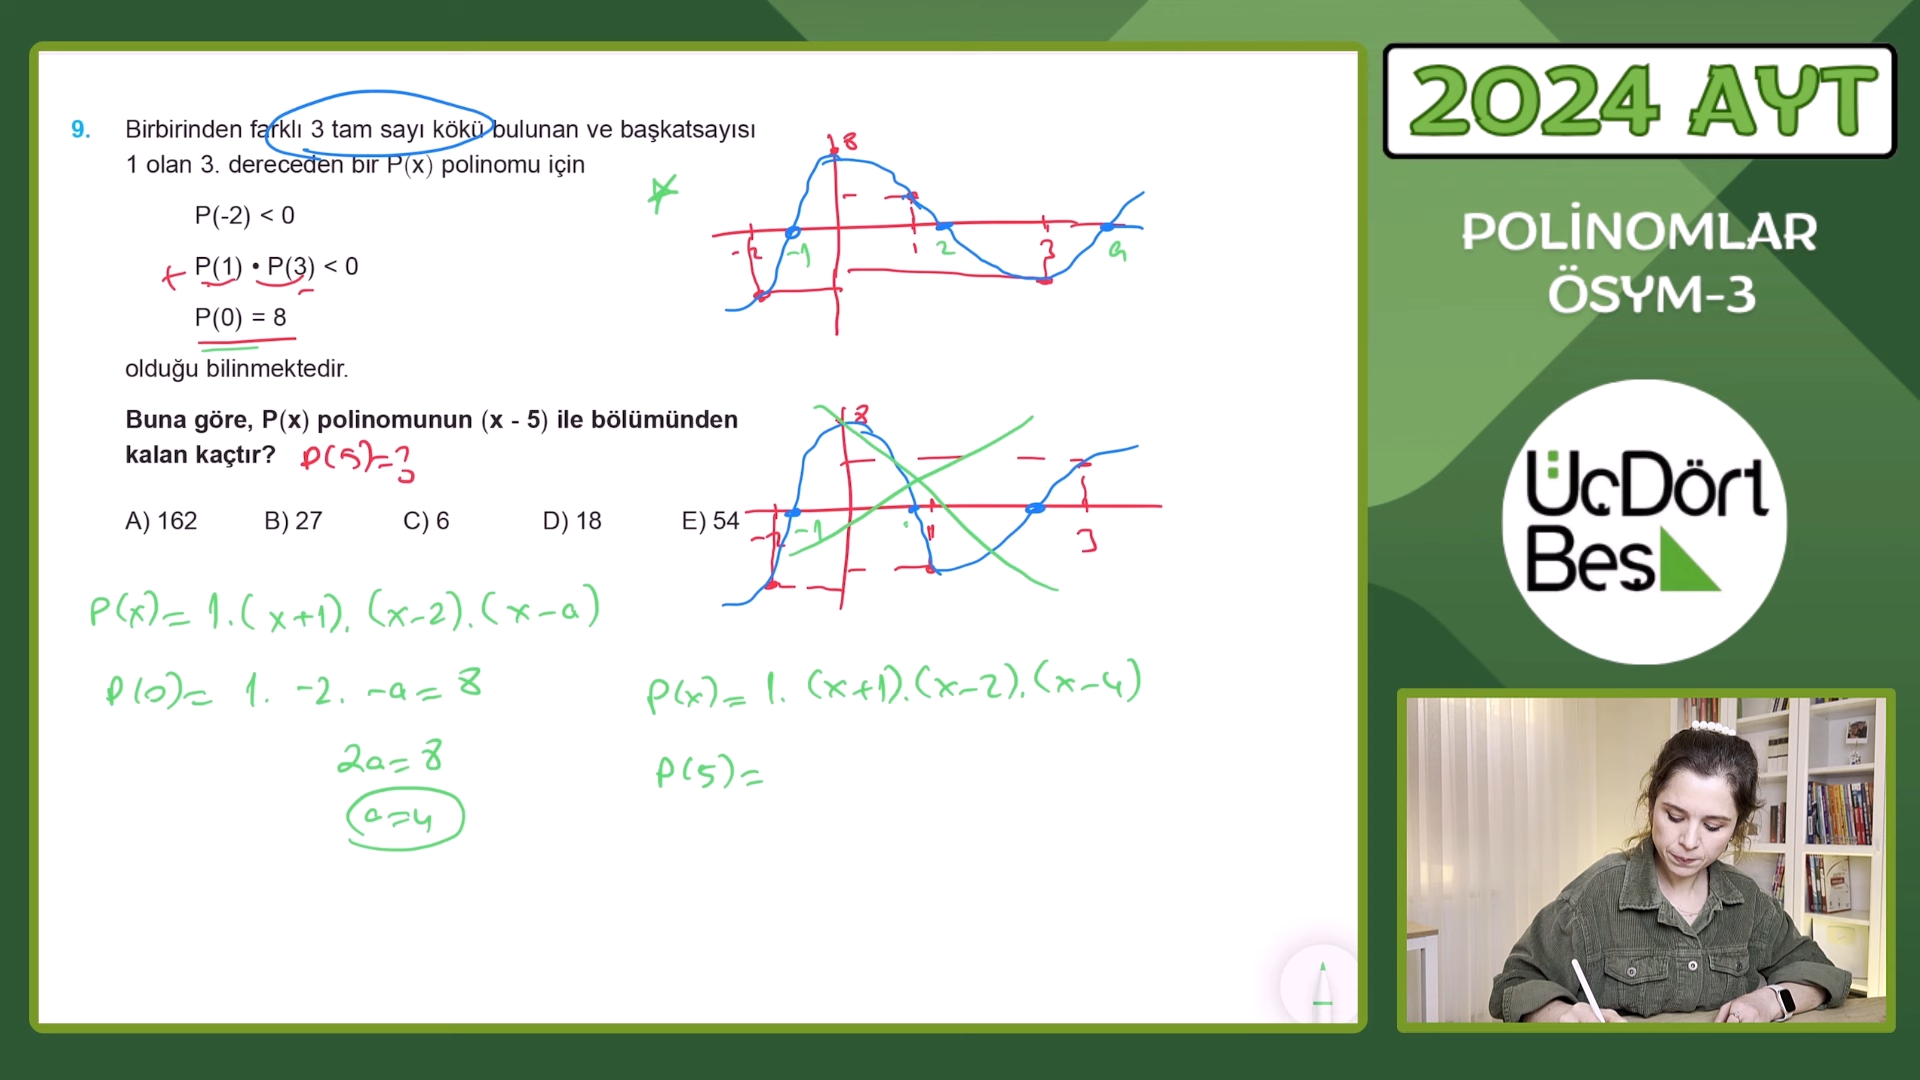 2024 AYT
POLİNOMLAR
ÖSYM-3
ÜçDört
Beş
9. Birbirinden farklı 3 tam sayı kökü bulunan ve başkatsayısı
1 olan 3. dereceden bir P(x) polinomu için
P(-2) < 0
+ P(1) • P(3) < 0
-
P(0) = 8
olduğu bilinmektedir.
Buna göre, P(x) polinomunun (x - 5) ile bölümünden
kalan kaçtır? P(5)=?
A) 162 B) 27 C) 6 D) 18 E) 54
8
-2 -1 1 2 3 a
8
-2 -1 1 3
P(x)= 1.(x+1).(x-2).(x-a)
P(0)= 1. -2. -a = 8
2a=8
a=4
P(x)= 1. (x+1).(x-2).(x-4)
P(5)=